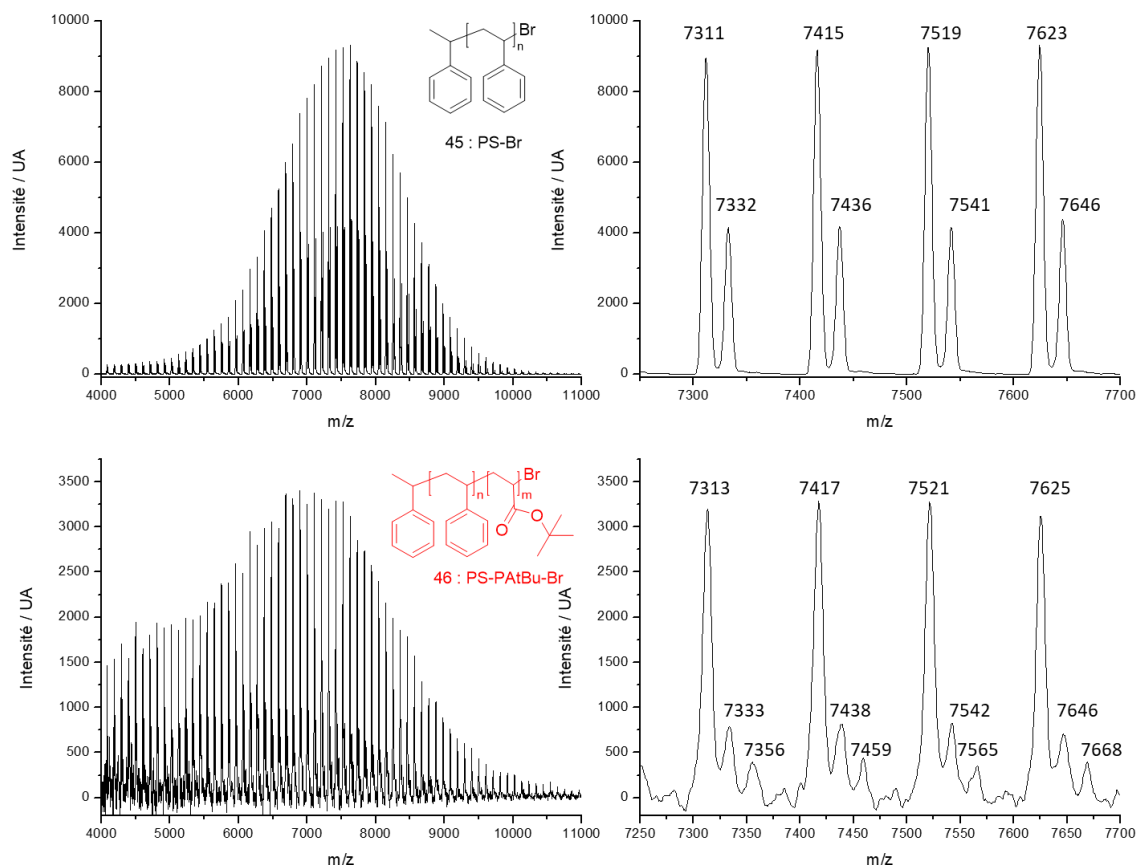 10000
8000
6000
4000
2000
0
Intensité / UA
4000 5000 6000 7000 8000 9000 10000 11000
m/z
Br
n
45 : PS-Br
10000
8000
6000
4000
2000
0
Intensité / UA
7311 7415 7519 7623
7332 7436 7541 7646
7300 7400 7500 7600 7700
m/z
3500
3000
2500
2000
1500
1000
500
0
Intensité / UA
4000 5000 6000 7000 8000 9000 10000 11000
m/z
Br
n m
O
O
46 : PS-PAtBu-Br
3500
3000
2500
2000
1500
1000
500
0
Intensité / UA
7313 7417 7521 7625
7333 7438 7542 7646
7356 7459 7565 7668
7250 7300 7350 7400 7450 7500 7550 7600 7650 7700
m/z